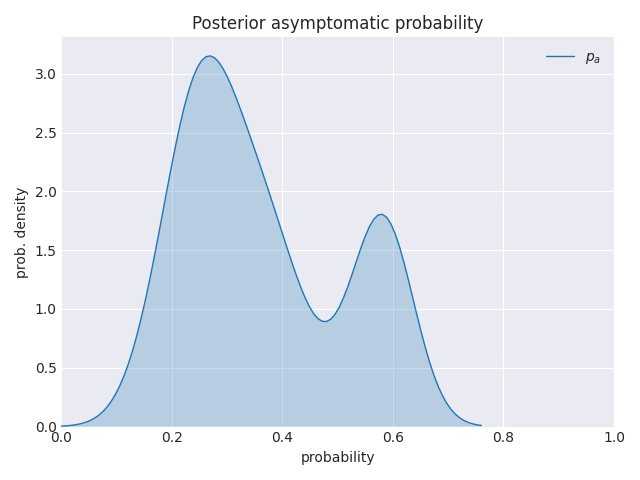 Posterior asymptomatic probability
pₐ
prob. density
3.0
2.5
2.0
1.5
1.0
0.5
0.0
0.0 0.2 0.4 0.6 0.8 1.0
probability